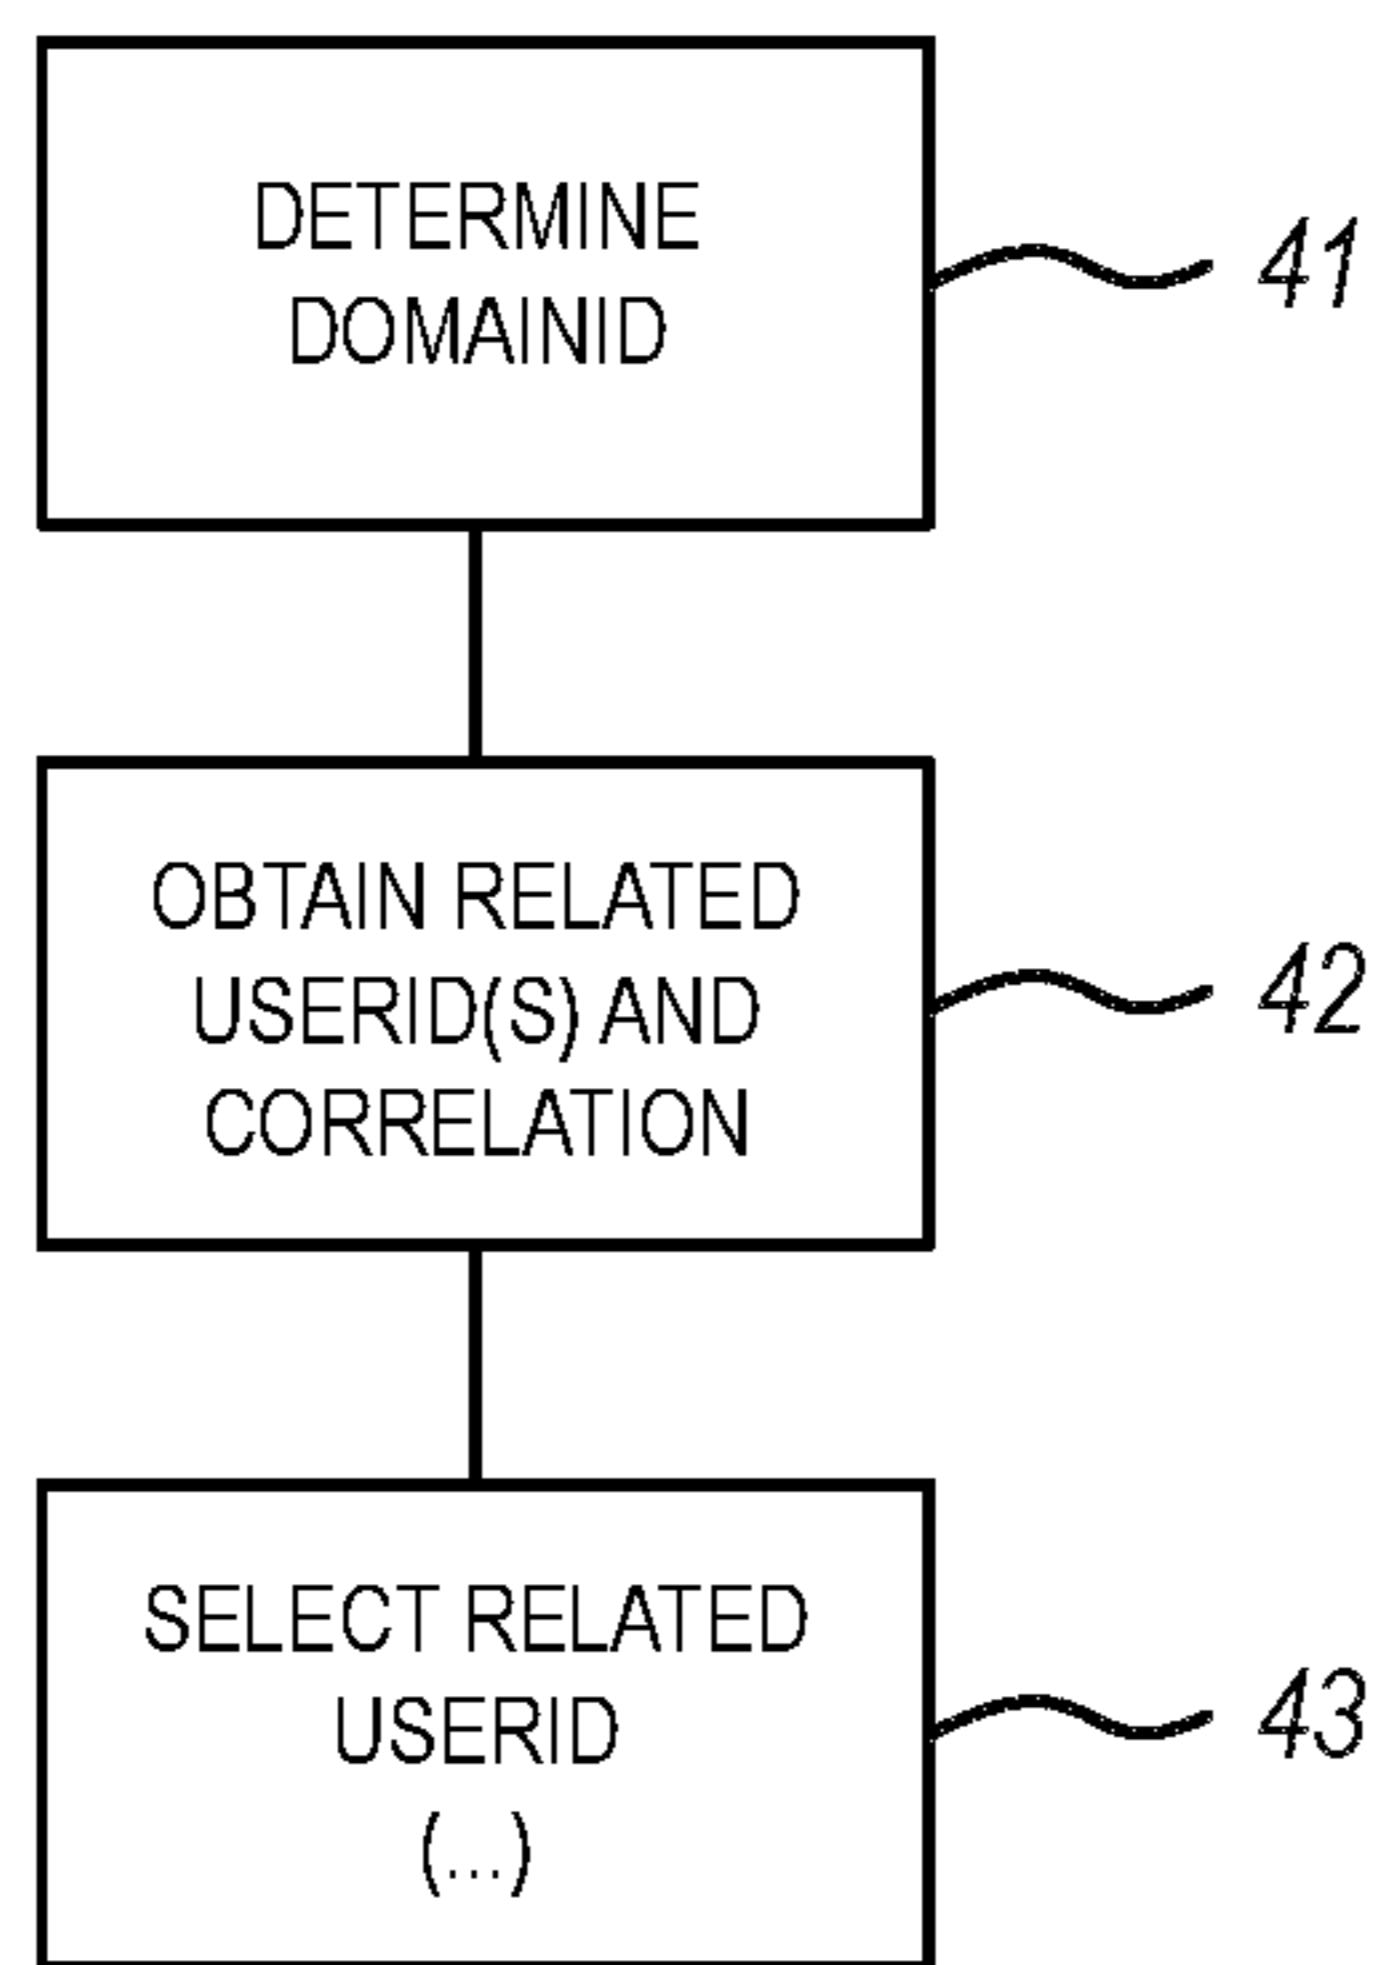 DETERMINE
DOMAINID
41
OBTAIN RELATED
USERID(S) AND
CORRELATION
42
SELECT RELATED
USERID
(...)
43